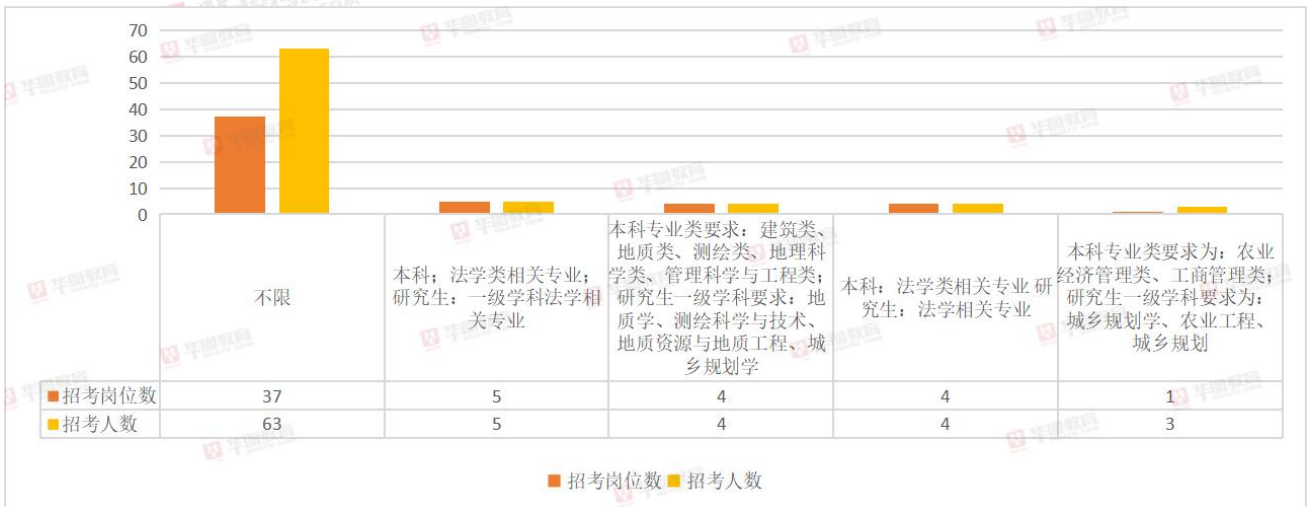 70
60
50
40
30
20
10
0
不限
本科；法学类相关专业；
研究生：一级学科法学相
关专业
本科专业类要求：建筑类、
地质类、测绘类、地理科
学类、管理科学与工程类；
研究生一级学科要求：地
质学、测绘科学与技术、
地质资源与地质工程、城
乡规划学
本科：法学类相关专业 研
究生：法学相关专业
本科专业类要求为：农业
经济管理类、工商管理类；
研究生一级学科要求为：
城乡规划学、农业工程、
城乡规划
招考岗位数 37 5 4 4 1
招考人数 63 5 4 4 3
招考岗位数 招考人数
华图教育